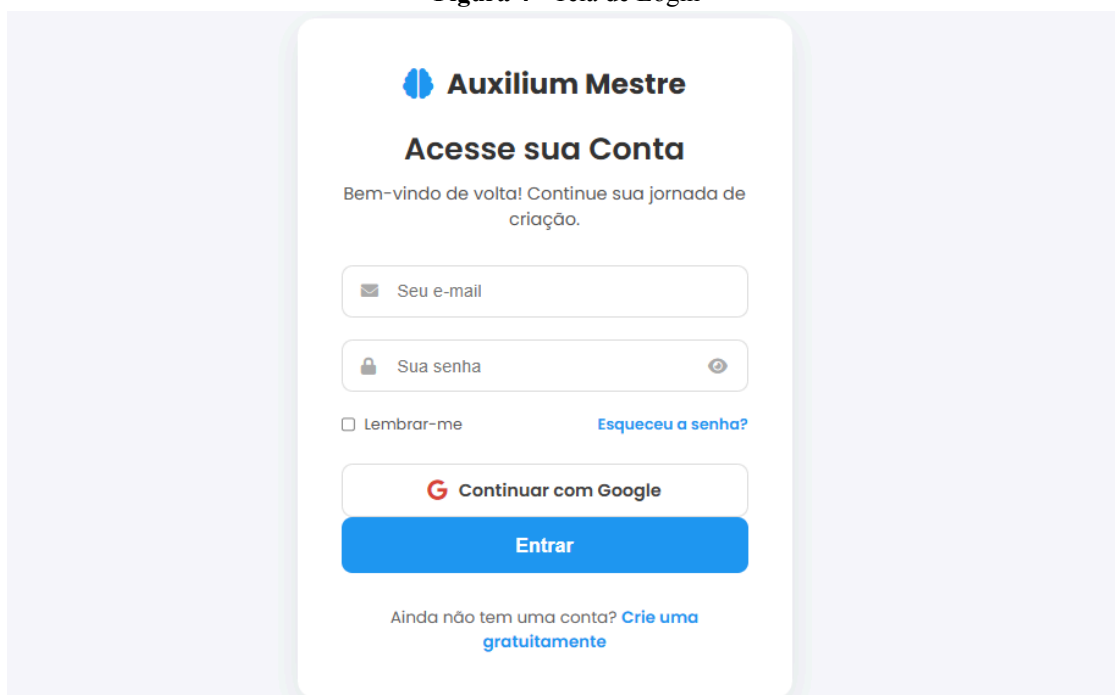 Auxilium Mestre
Acesse sua Conta
Bem-vindo de volta! Continue sua jornada de
criação.
Seu e-mail
Sua senha
Lembrar-me
Esqueceu a senha?
Continuar com Google
Entrar
Ainda não tem uma conta? Crie uma
gratuitamente